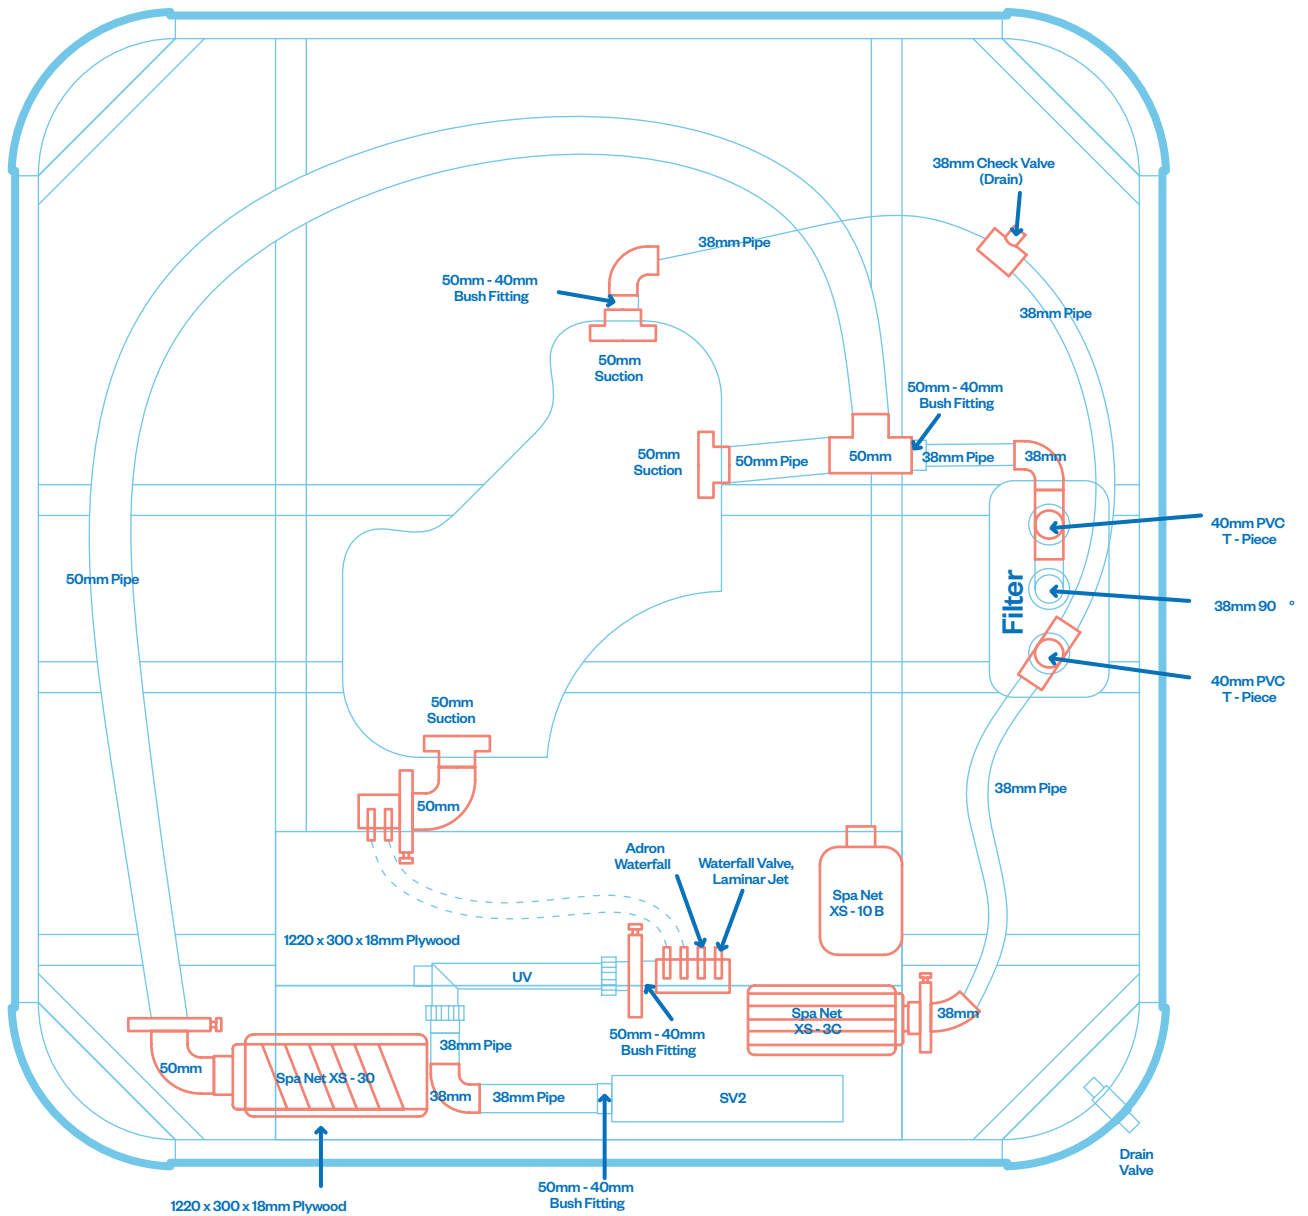 38mm Check Valve
(Drain)
38mm Pipe
50mm - 40mm
Bush Fitting
38mm Pipe
50mm
Suction
50mm - 40mm
Bush Fitting
50mm
Suction
50mm Pipe
50mm
38mm Pipe
38mm
40mm PVC
T - Piece
50mm Pipe
Filter
38mm 90 °
40mm PVC
T - Piece
50mm
Suction
38mm Pipe
50mm
Adron
Waterfall
Waterfall Valve,
Laminar Jet
Spa Net
XS - 10 B
1220 x 300 x 18mm Plywood
UV
Spa Net
XS - 3C
38mm
50mm - 40mm
Bush Fitting
38mm Pipe
50mm
Spa Net XS - 30
38mm
38mm Pipe
SV2
Drain
Valve
50mm - 40mm
Bush Fitting
1220 x 300 x 18mm Plywood